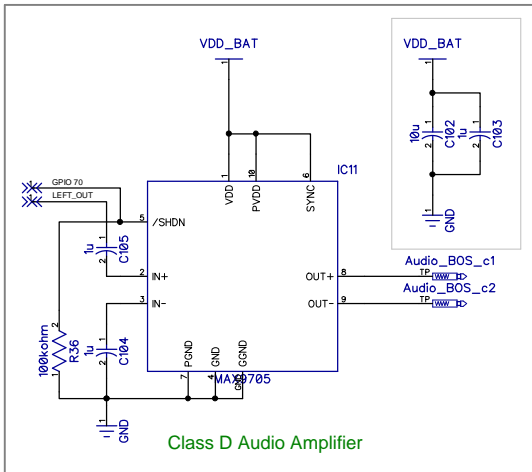 VDD_BAT
VDD_BAT
1
1
10u
1
2
C102
1u
1
2
C103
1
GND
1
10
6
IC11
VDD
PVDD
SYNC
GPIO 70
LEFT_OUT
5
/SHDN
1u
1
2
C105
2
IN+
3
IN-
OUT+
8
TP
Audio_BOS_c1
OUT-
9
TP
Audio_BOS_c2
100kohm
2
1
R36
1u
1
2
C104
PGND
GND
GGND
7
4
MAX9705
1
GND
Class D Audio Amplifier